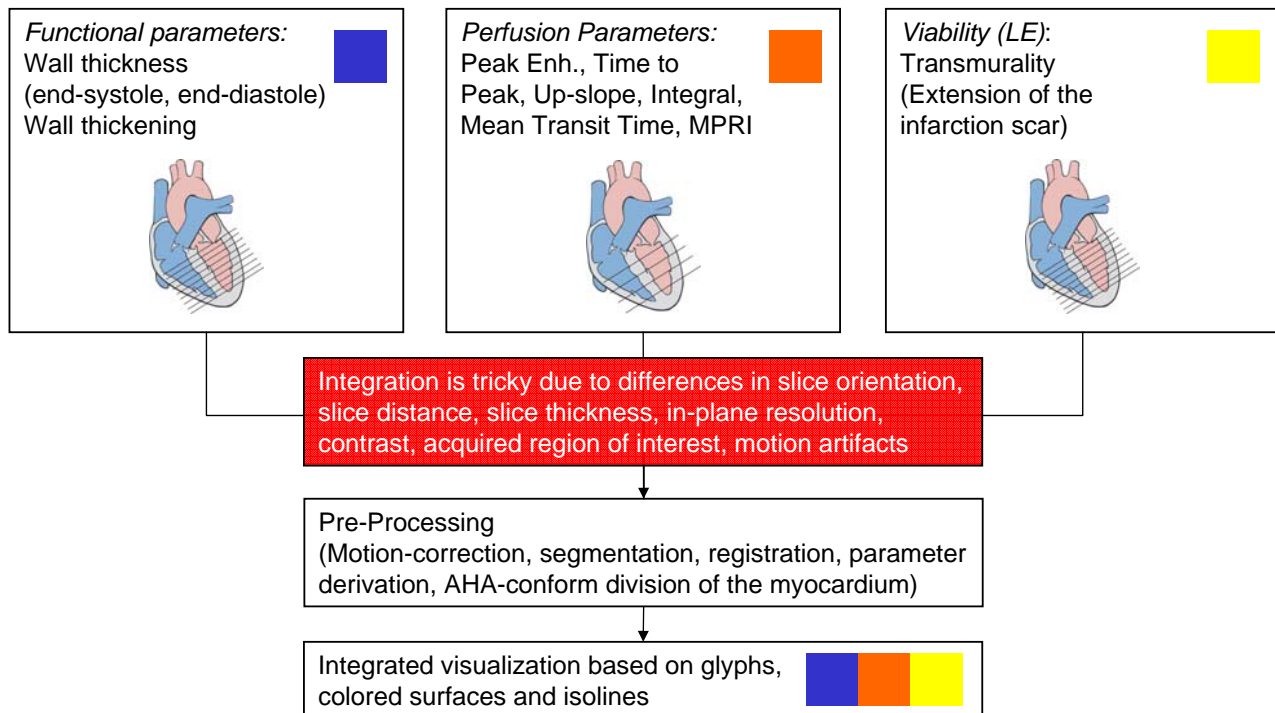 Functional parameters:
Wall thickness
(end-systole, end-diastole)
Wall thickening
Perfusion Parameters:
Peak Enh., Time to
Peak, Up-slope, Integral,
Mean Transit Time, MPRI
Viability (LE):
Transmurality
(Extension of the
infarction scar)
Integration is tricky due to differences in slice orientation,
slice distance, slice thickness, in-plane resolution,
contrast, acquired region of interest, motion artifacts
Pre-Processing
(Motion-correction, segmentation, registration, parameter
derivation, AHA-conform division of the myocardium)
Integrated visualization based on glyphs,
colored surfaces and isolines